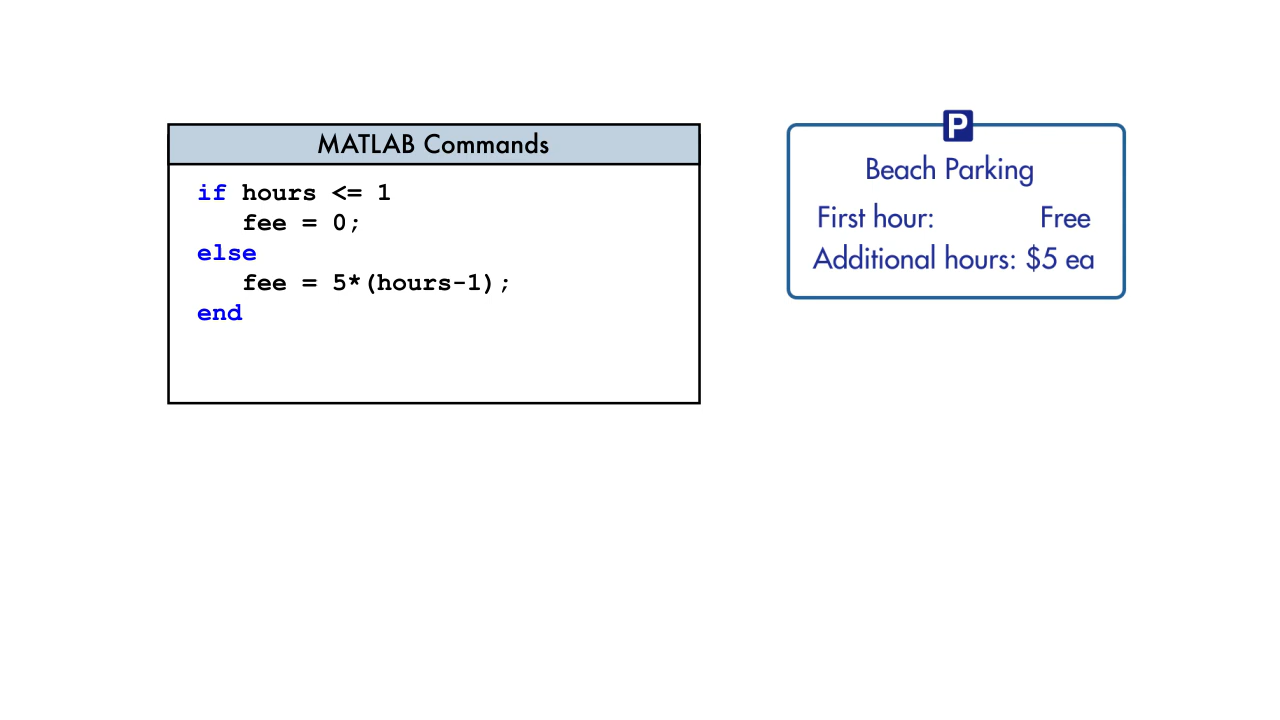 MATLAB Commands
if hours <= 1
   fee = 0;
else
   fee = 5*(hours-1);
end
P
Beach Parking
First hour: Free
Additional hours: $5 ea